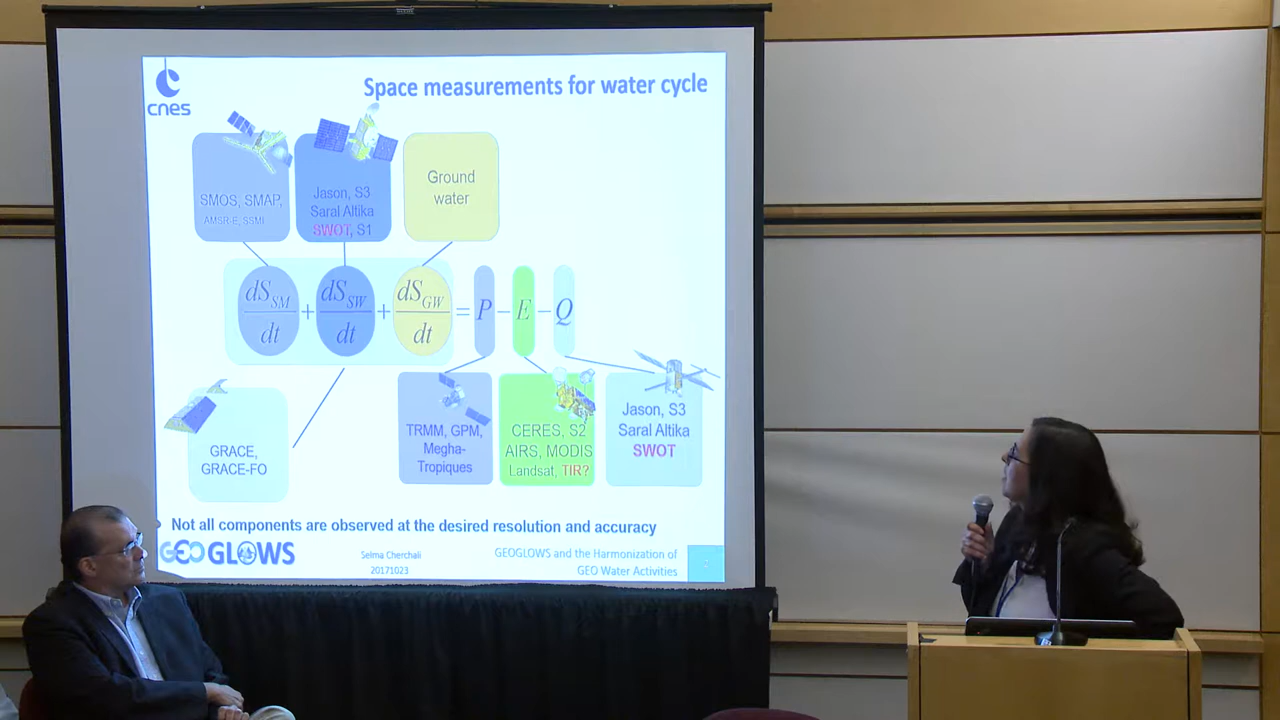 cnes
Space measurements for water cycle
SMOS, SMAP,
AMSR-E, SSMI
Jason, S3
Saral Altika
SWOT, S1
Ground
water
dS_SM/dt + dS_SW/dt + dS_GW/dt = P − E − Q
GRACE,
GRACE-FO
TRMM, GPM,
Megha-
Tropiques
CERES, S2
AIRS, MODIS
Landsat, TIR?
Jason, S3
Saral Altika
SWOT
Not all components are observed at the desired resolution and accuracy
GEOGLOWS
Selma Cherchali
20171023
GEOGLOWS and the Harmonization of
GEO Water Activities